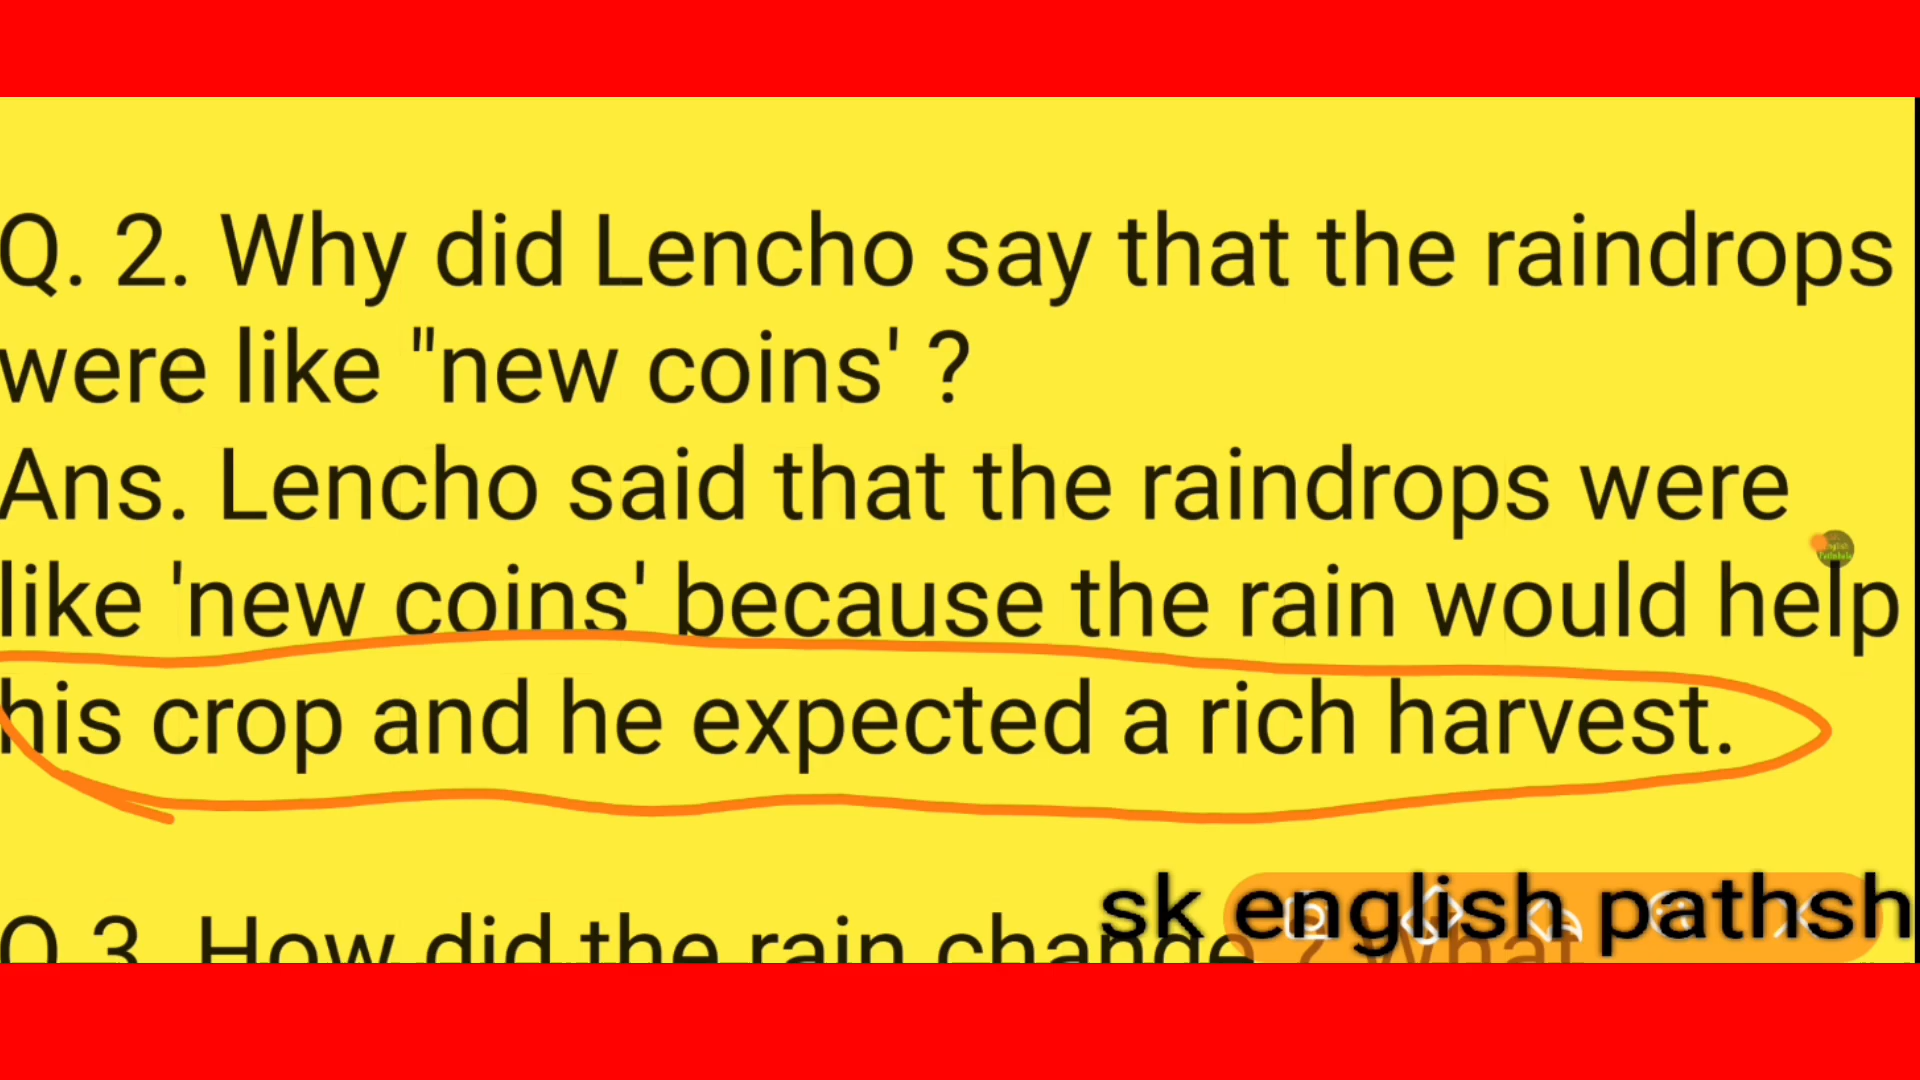 Q. 2. Why did Lencho say that the raindrops
were like "new coins' ?
Ans. Lencho said that the raindrops were
like 'new coins' because the rain would help
his crop and he expected a rich harvest.
Q 3. How did the rain change ? What
sk english pathsh